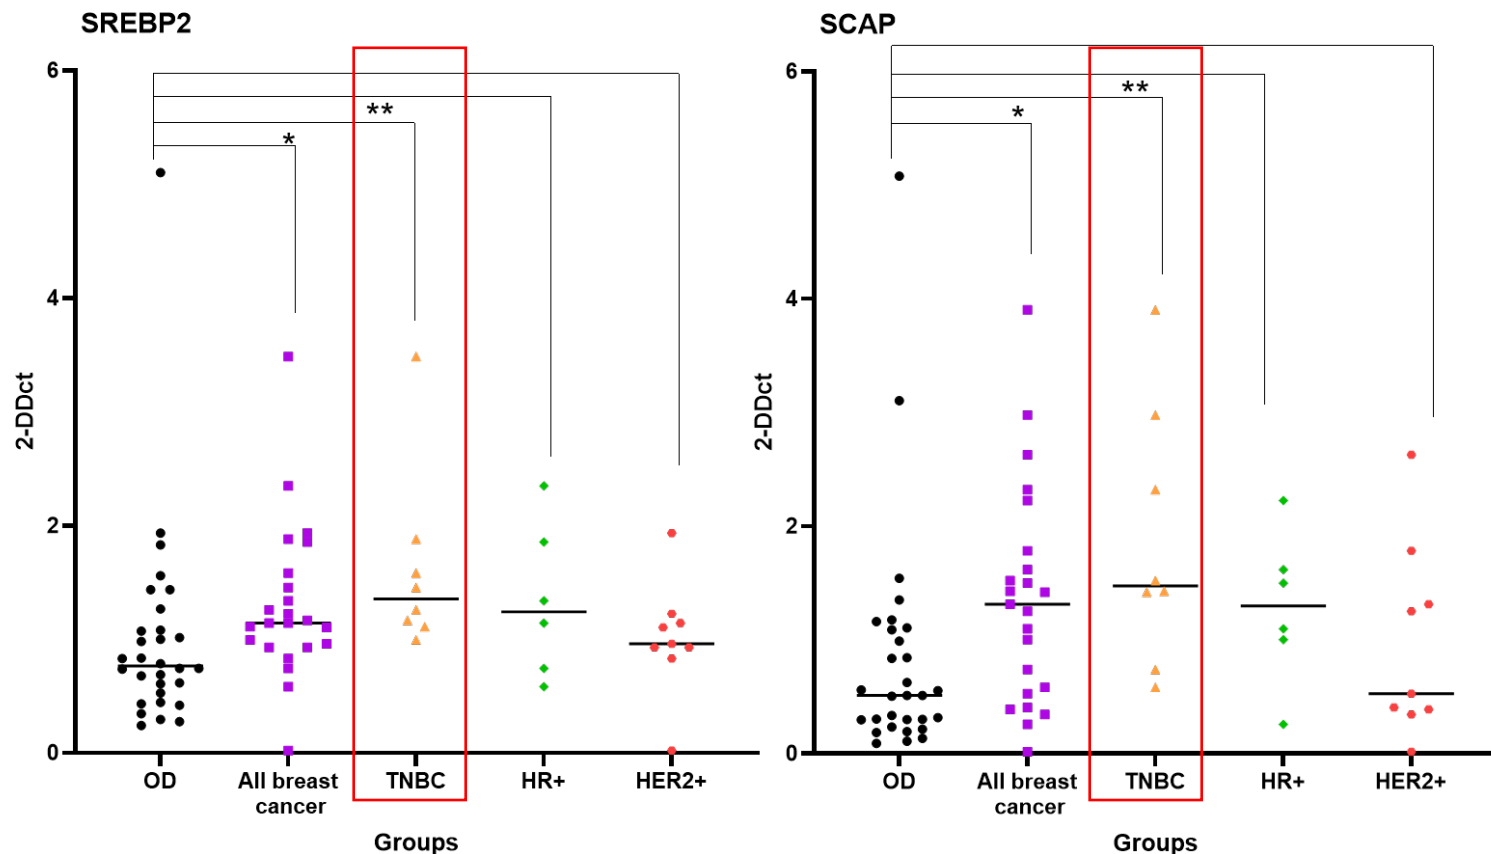 SREBP2
6
4
2
0
2-DDct
*
**
OD
All breast
cancer
TNBC
HR+
HER2+
Groups
SCAP
6
4
2
0
2-DDct
*
**
OD
All breast
cancer
TNBC
HR+
HER2+
Groups